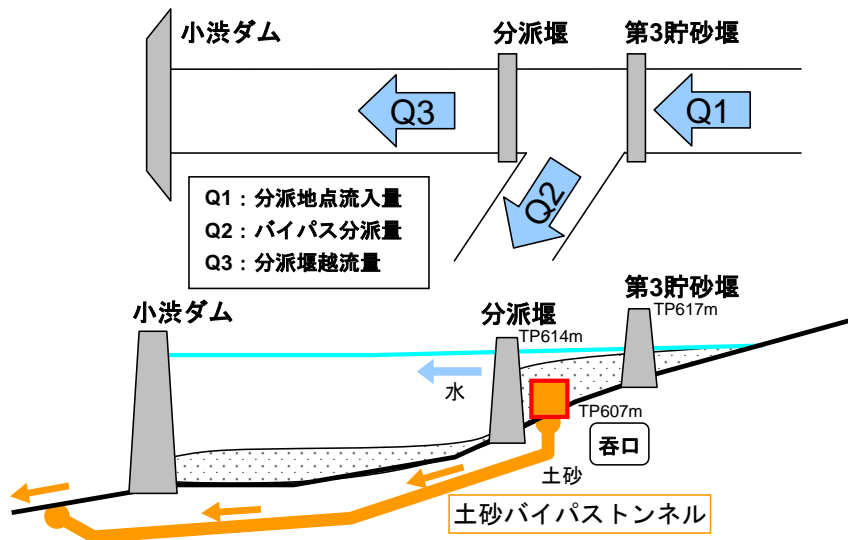 小渋ダム
分派堰
第3貯砂堰
Q3
Q1
Q2
Q1：分派地点流入量
Q2：バイパス分派量
Q3：分派堰越流量
小渋ダム
分派堰
第3貯砂堰
TP617m
TP614m
水
TP607m
呑口
土砂
土砂バイパストンネル